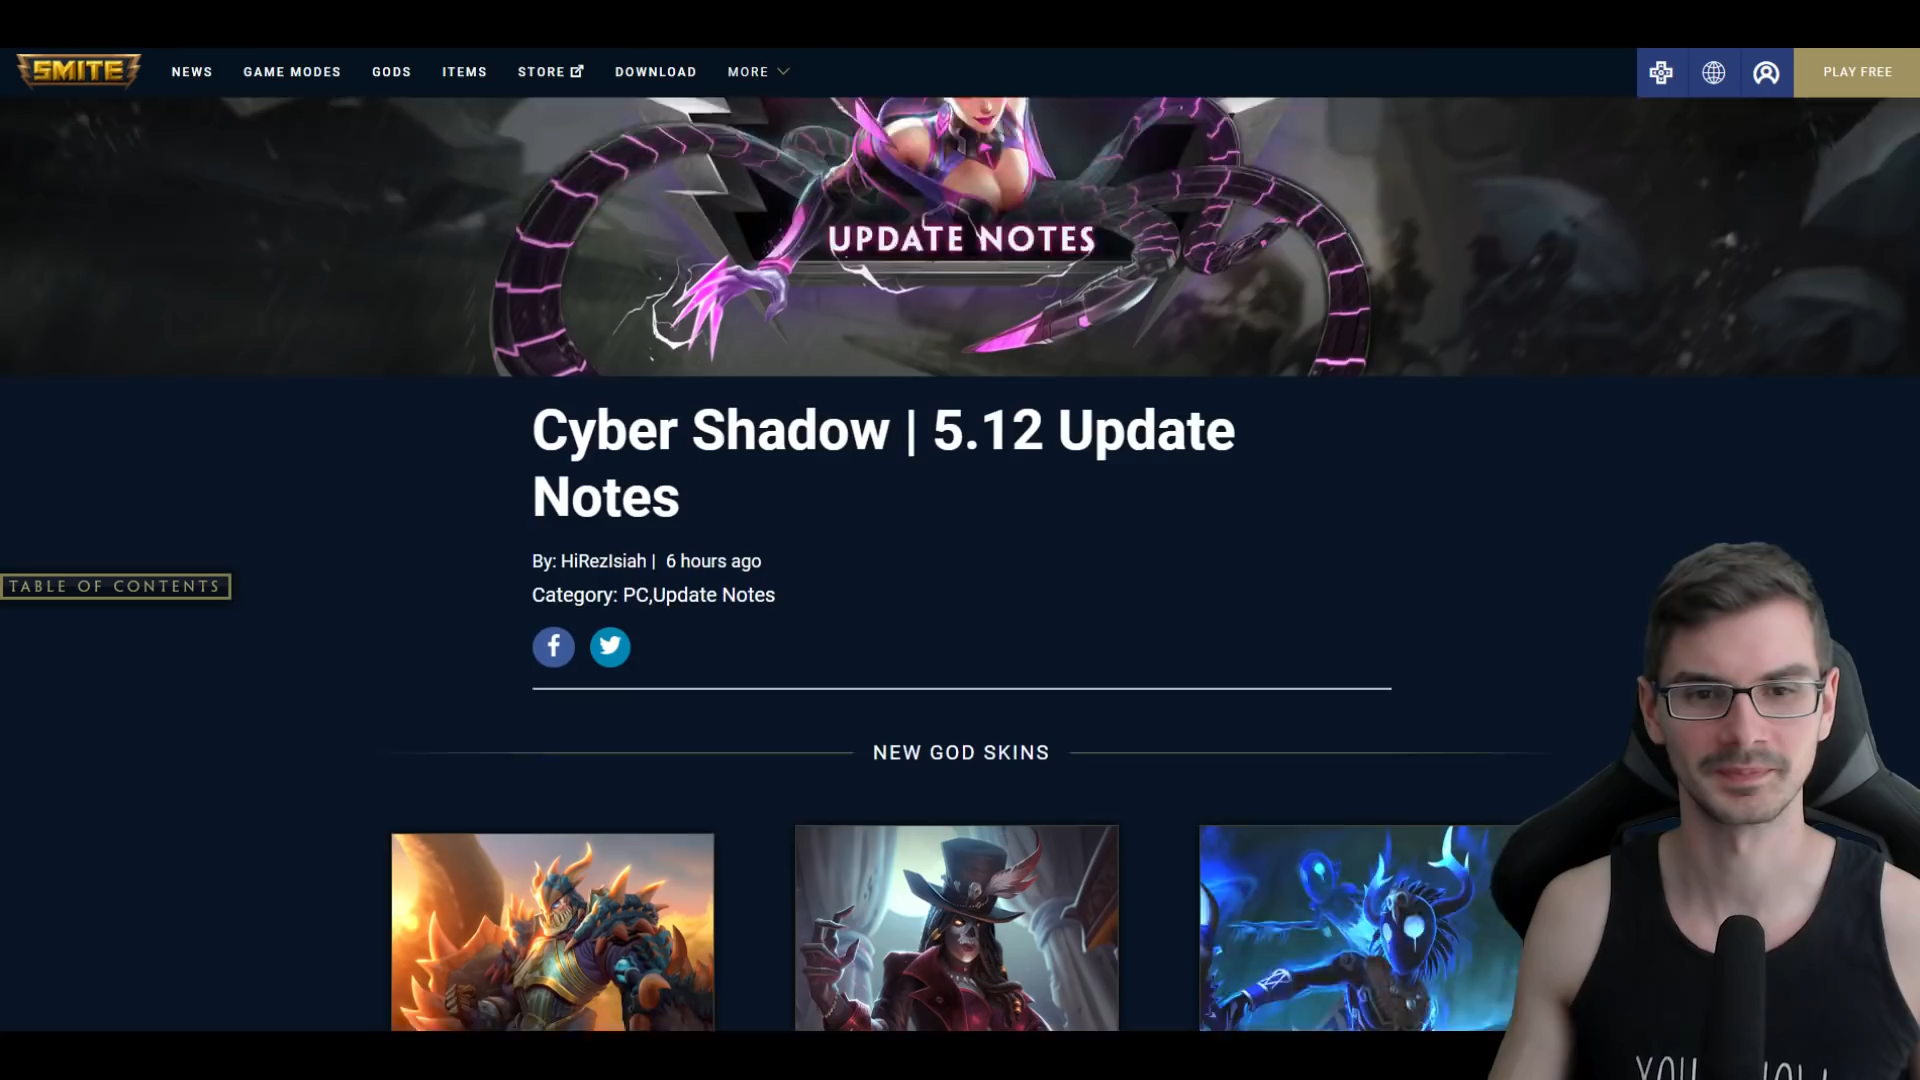 SMITE
NEWS GAME MODES GODS ITEMS STORE DOWNLOAD MORE
PLAY FREE
UPDATE NOTES
Cyber Shadow | 5.12 Update
Notes
By: HiRezIsiah | 6 hours ago
Category: PC,Update Notes
TABLE OF CONTENTS
NEW GOD SKINS
YOU